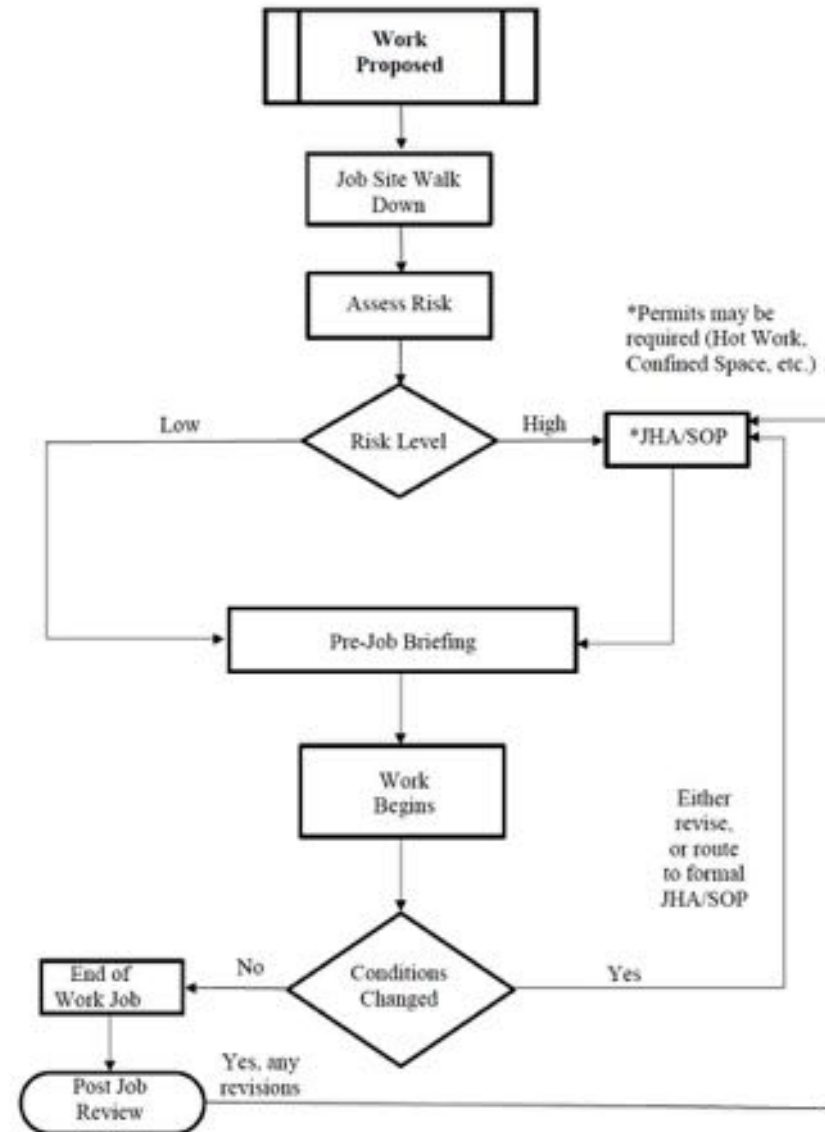 Work
Proposed
Job Site Walk
Down
Assess Risk
*Permits may be
required (Hot Work,
Confined Space, etc.)
Low
Risk Level
High
*JHA/SOP
Pre-Job Briefing
Work
Begins
Either
revise,
or route
to formal
JHA/SOP
End of
Work Job
No
Conditions
Changed
Yes
Post Job
Review
Yes, any
revisions